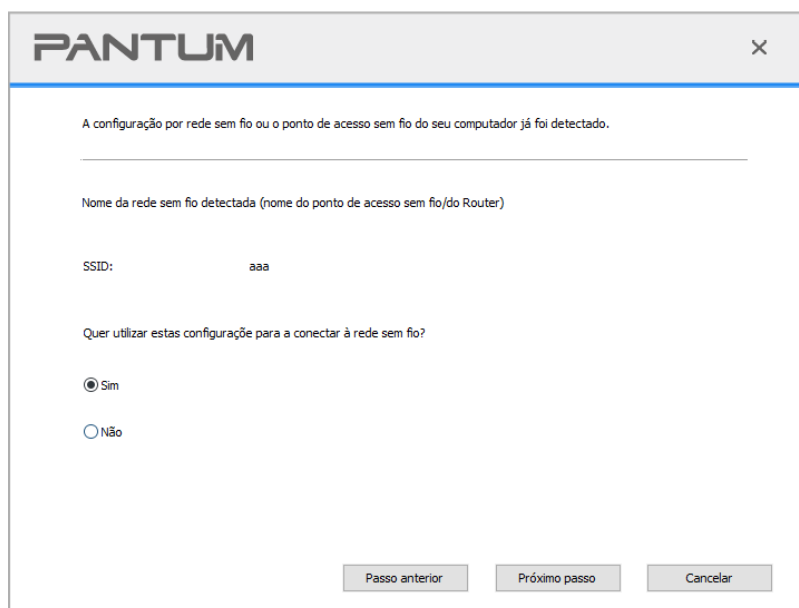 PANTUM
A configuração por rede sem fio ou o ponto de acesso sem fio do seu computador já foi detectado.
Nome da rede sem fio detectada (nome do ponto de acesso sem fio/do Router)
SSID: aaa
Quer utilizar estas configuraçõe para a conectar à rede sem fio?
Sim
Não
Passo anterior Próximo passo Cancelar